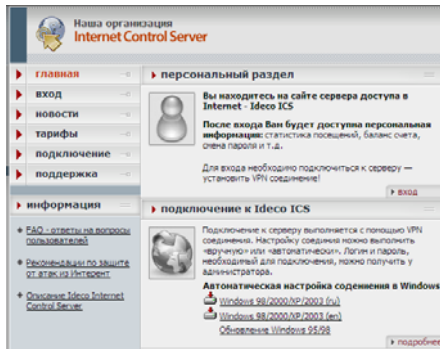 Наша организация
Internet Control Server
главная
вход
новости
тарифы
подключение
поддержка
информация
FAQ - ответы на вопросы
пользователей
Рекомендации по защите
от атак из Интерент
Описание Ideco Internet
Control Server
персональный раздел
Вы находитесь на сайте сервера доступа в
Internet - Ideco ICS
После входа Вам будет доступна персональная
информация: статистика посещений, баланс счета,
смена пароля и т.д.
Для входа необходимо подключиться к серверу —
установить VPN соединение!
вход
подключение к Ideco ICS
Подключение к серверу выполняется с помощью VPN
соединения. Настройку соединия можно выполнить
«вручную» или «автоматически». Логин и пароль,
необходимый для подключения, можно получить у
администратора.
Автоматическая настройка соденнения в Windows
Windows 98/2000/XP/2003 (ru)
Windows 98/2000/XP/2003 (en)
Обновление Windows 95/98
подробнее